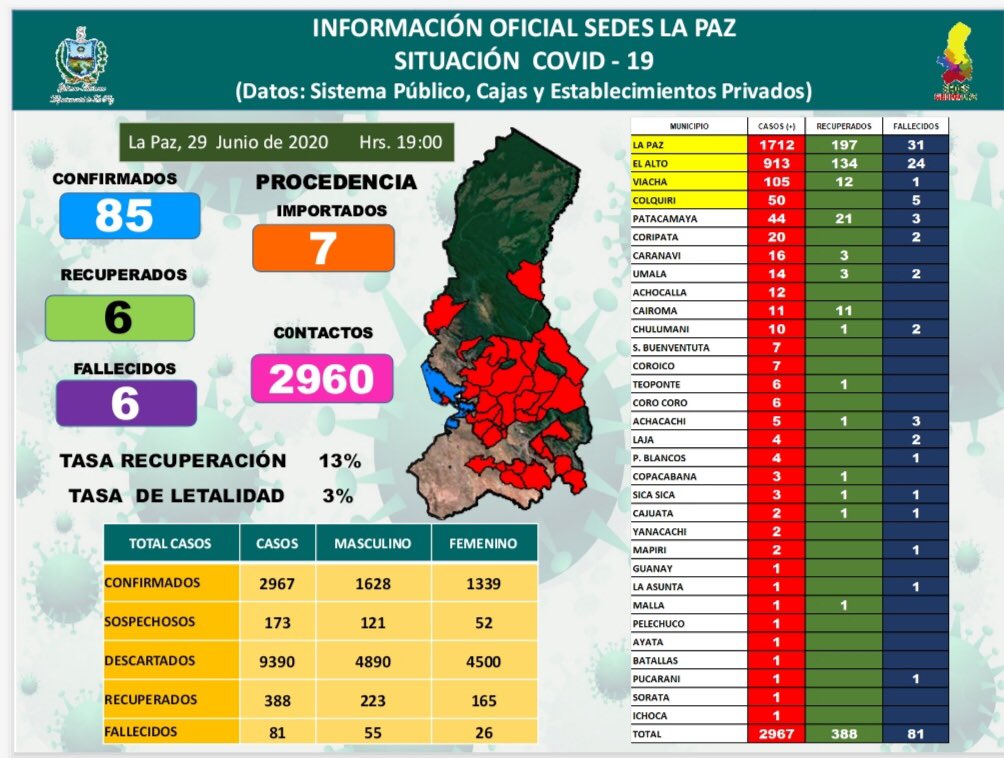 INFORMACIÓN OFICIAL SEDES LA PAZ
SITUACIÓN COVID - 19
(Datos: Sistema Público, Cajas y Establecimientos Privados)
SEDES
La Paz, 29 Junio de 2020 Hrs. 19:00
CONFIRMADOS
85
RECUPERADOS
6
FALLECIDOS
6
PROCEDENCIA
IMPORTADOS
7
CONTACTOS
2960
TASA RECUPERACIÓN 13%
TASA DE LETALIDAD 3%
TOTAL CASOS CASOS MASCULINO FEMENINO
CONFIRMADOS 2967 1628 1339
SOSPECHOSOS 173 121 52
DESCARTADOS 9390 4890 4500
RECUPERADOS 388 223 165
FALLECIDOS 81 55 26
MUNICIPIO CASOS (+) RECUPERADOS FALLECIDOS
LA PAZ 1712 197 31
EL ALTO 913 134 24
VIACHA 105 12 1
COLQUIRI 50 5
PATACAMAYA 44 21 3
CORIPATA 20 2
CARANAVI 16 3
UMALA 14 3 2
ACHOCALLA 12
CAIROMA 11 11
CHULUMANI 10 1 2
S. BUENVENTUTA 7
COROICO 7
TEOPONTE 6 1
CORO CORO 6
ACHACACHI 5 1 3
LAJA 4 2
P. BLANCOS 4 1
COPACABANA 3 1
SICA SICA 3 1 1
CAJUATA 2 1 1
YANACACHI 2
MAPIRI 2 1
GUANAY 1
LA ASUNTA 1 1
MALLA 1 1
PELECHUCO 1
AYATA 1
BATALLAS 1
PUCARANI 1 1
SORATA 1
ICHOCA 1
TOTAL 2967 388 81